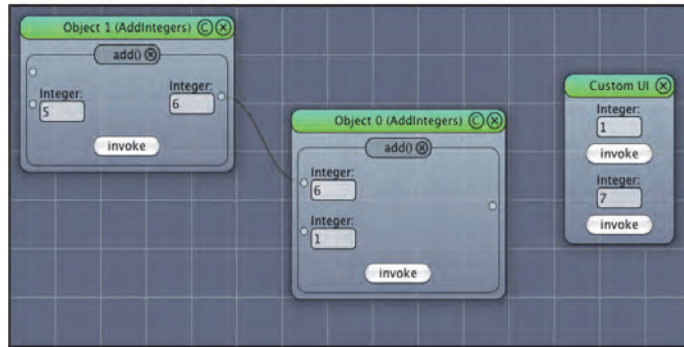 Object 1 (AddIntegers) C
add()
Integer:
5
Integer:
6
invoke
Object 0 (AddIntegers) C
add()
Integer:
6
Integer:
1
invoke
Custom UI
Integer:
1
invoke
Integer:
7
invoke